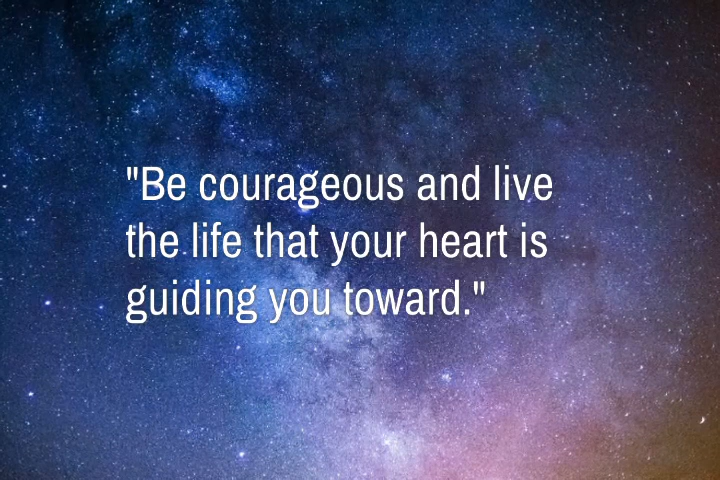 "Be courageous and live
the life that your heart is
guiding you toward."